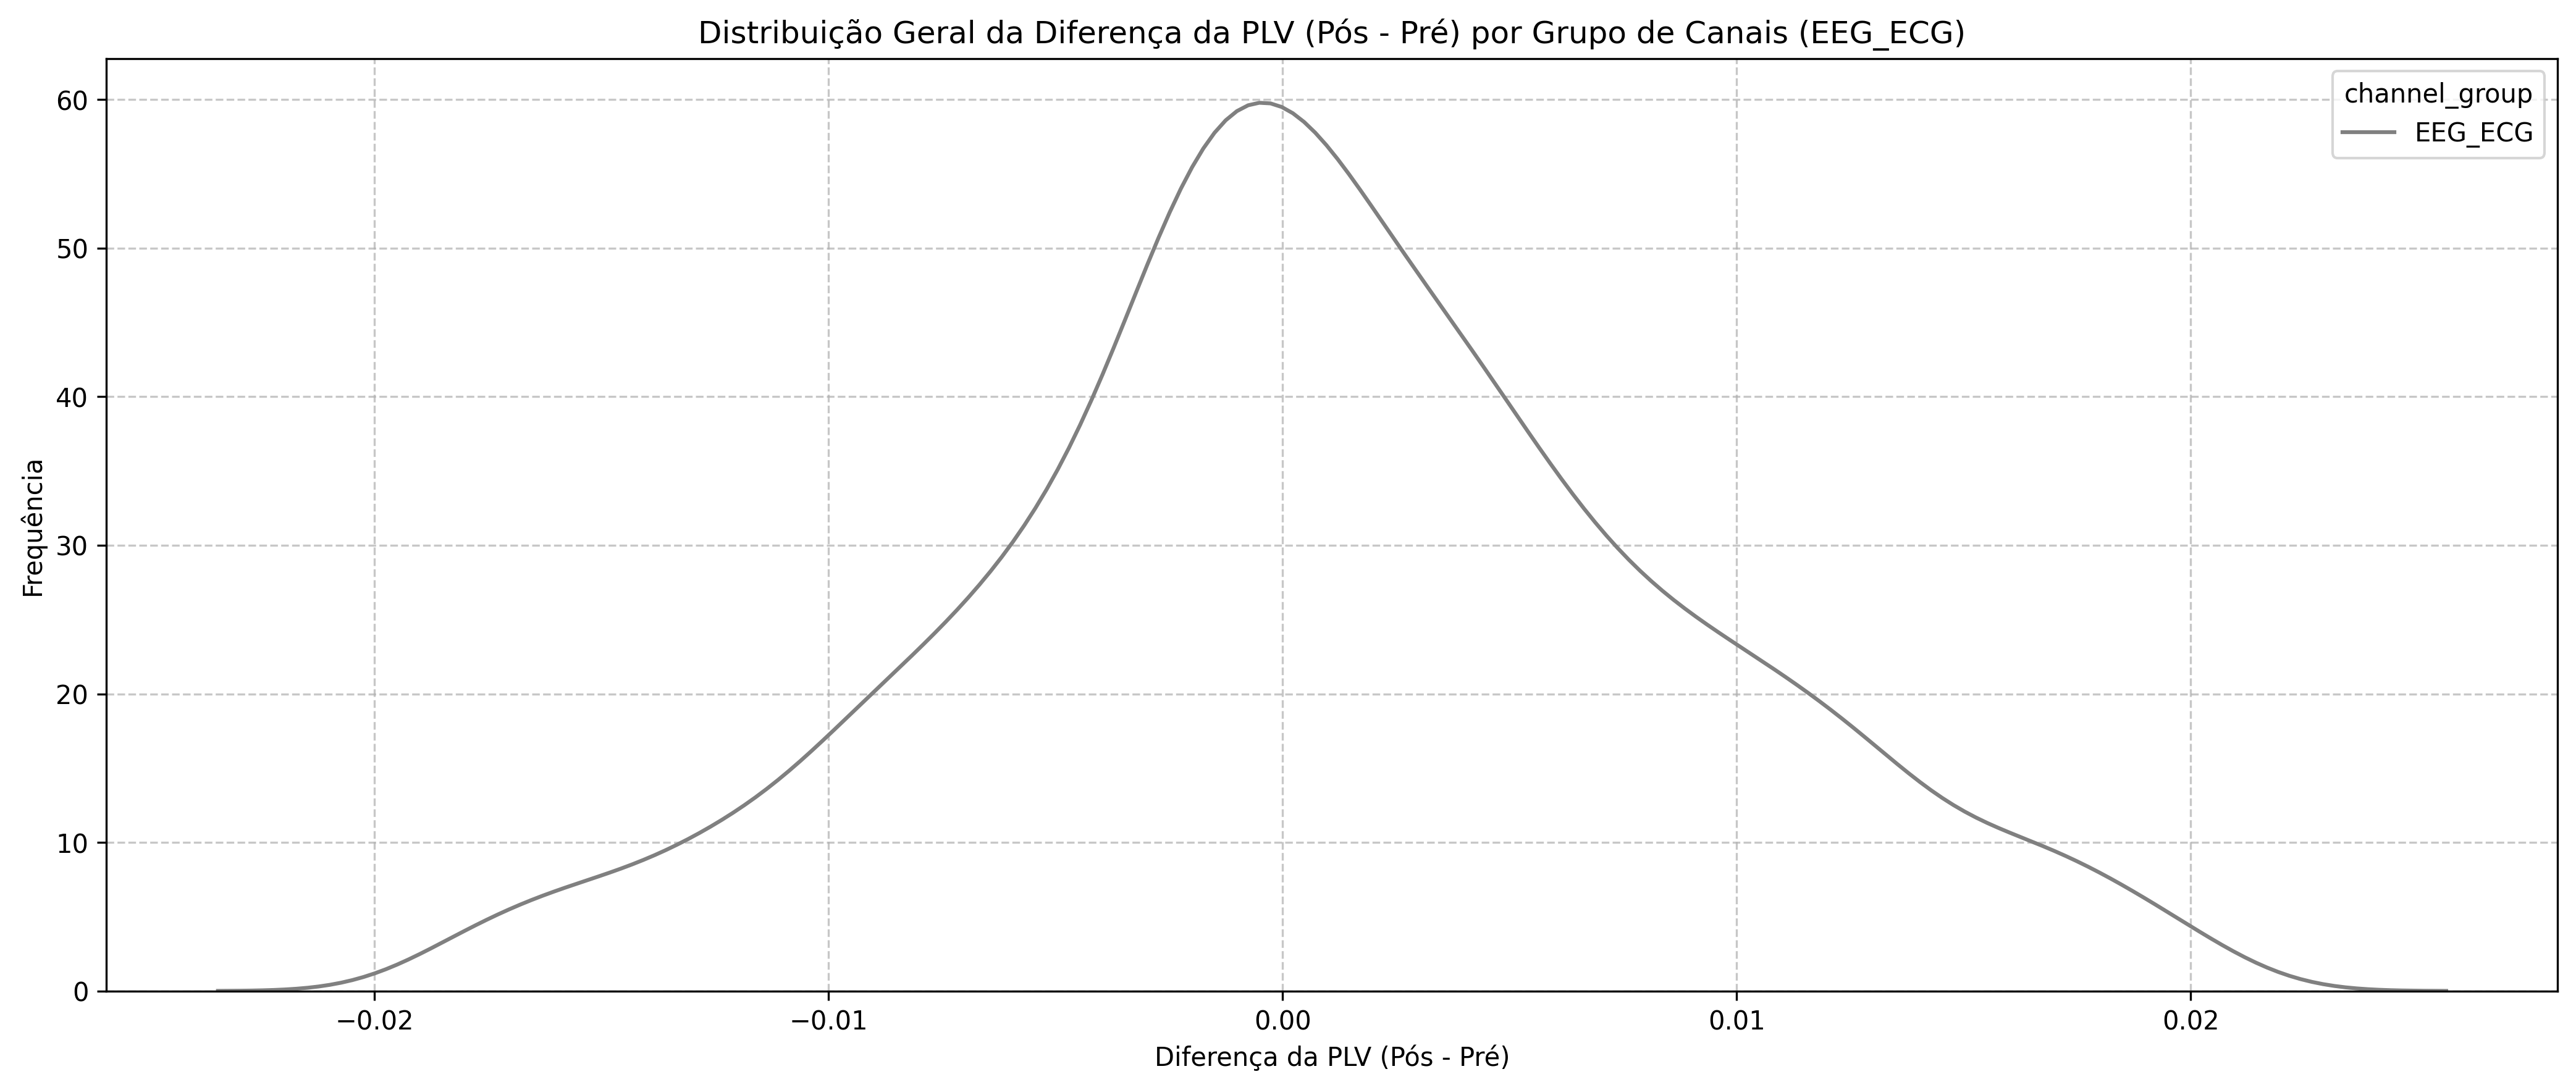 Distribuição Geral da Diferença da PLV (Pós - Pré) por Grupo de Canais (EEG_ECG)
channel_group
EEG_ECG
Frequência
60
50
40
30
20
10
0
−0.02
−0.01
0.00
0.01
0.02
Diferença da PLV (Pós - Pré)